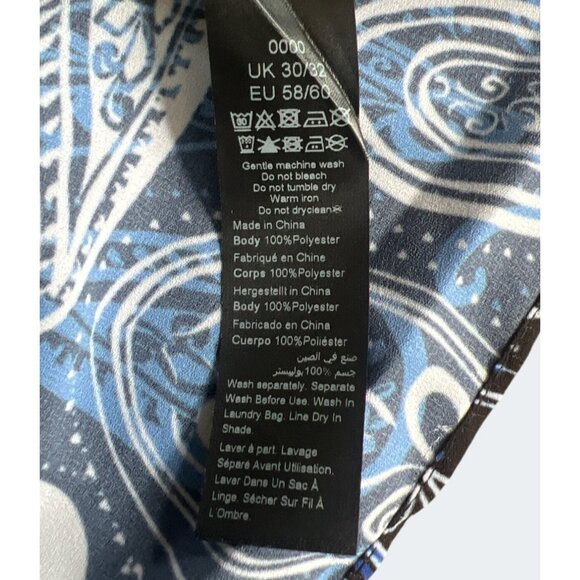 0000
UK 30/32
EU 58/60
Gentle machine wash
Do not bleach
Do not tumble dry
Warm iron
Do not dryclean
Made in China
Body 100%Polyester
Fabriqué en Chine
Corps 100%Polyester
Hergestellt in China
Body 100%Polyester
Fabricado en China
Cuerpo 100%Poliéster
صنع في الصين
جسم 100% بوليستر
Wash separately. Separate
Wash Before Use. Wash In
Laundry Bag. Line Dry In
Shade.
Laver à part. Lavage
Séparé Avant Utilisation.
Laver Dans Un Sac À
Linge. Sécher Sur Fil À
L'Ombre.